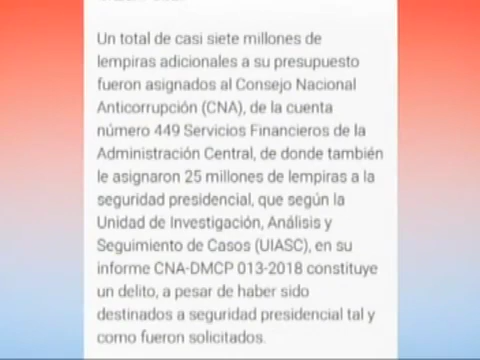 Un total de casi siete millones de
lempiras adicionales a su presupuesto
fueron asignados al Consejo Nacional
Anticorrupción (CNA), de la cuenta
número 449 Servicios Financieros de la
Administración Central, de donde también
le asignaron 25 millones de lempiras a la
seguridad presidencial, que según la
Unidad de Investigación, Análisis y
Seguimiento de Casos (UIASC), en su
informe CNA-DMCP 013-2018 constituye
un delito, a pesar de haber sido
destinados a seguridad presidencial tal y
como fueron solicitados.